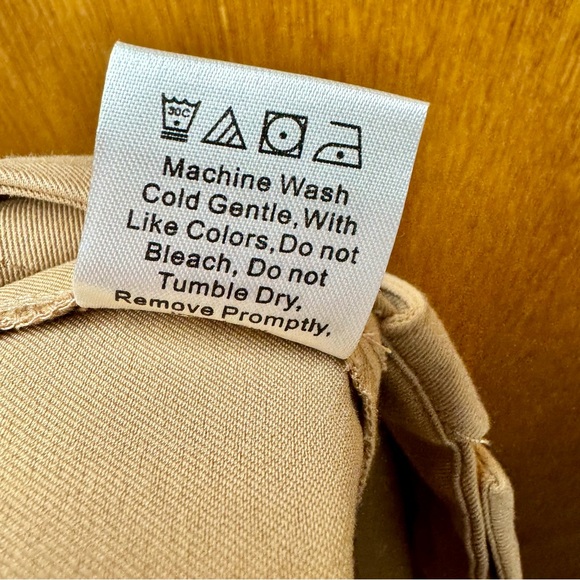 30C
Machine Wash
Cold Gentle,With
Like Colors,Do not
Bleach, Do not
Tumble Dry,
Remove Promptly,